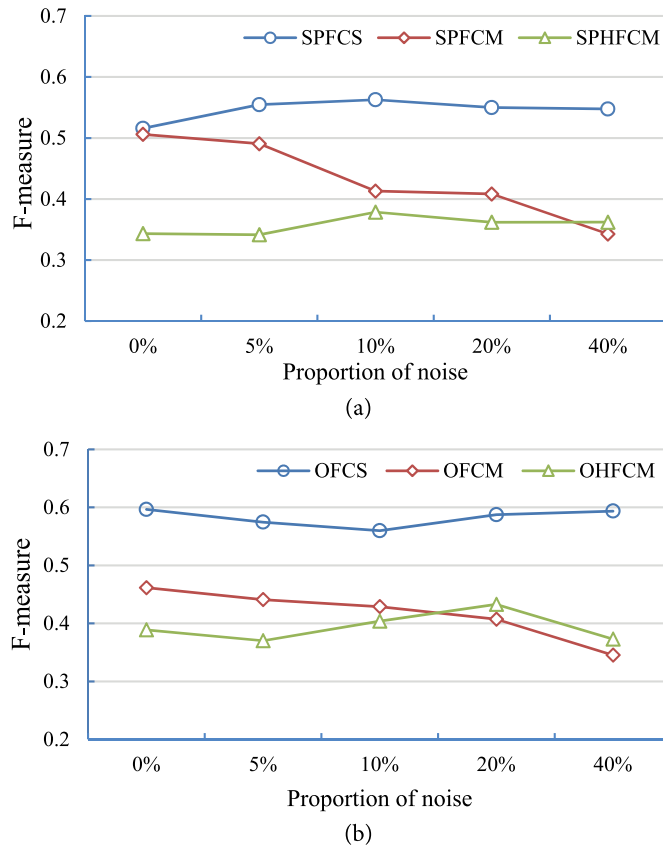 0.7
SPFCS SPFCM SPHFCM
0.6
0.5
0.4
0.3
0.2
F-measure
0% 5% 10% 20% 40%
Proportion of noise
(a)
0.7
OFCS OFCM OHFCM
0.6
0.5
0.4
0.3
0.2
F-measure
0% 5% 10% 20% 40%
Proportion of noise
(b)